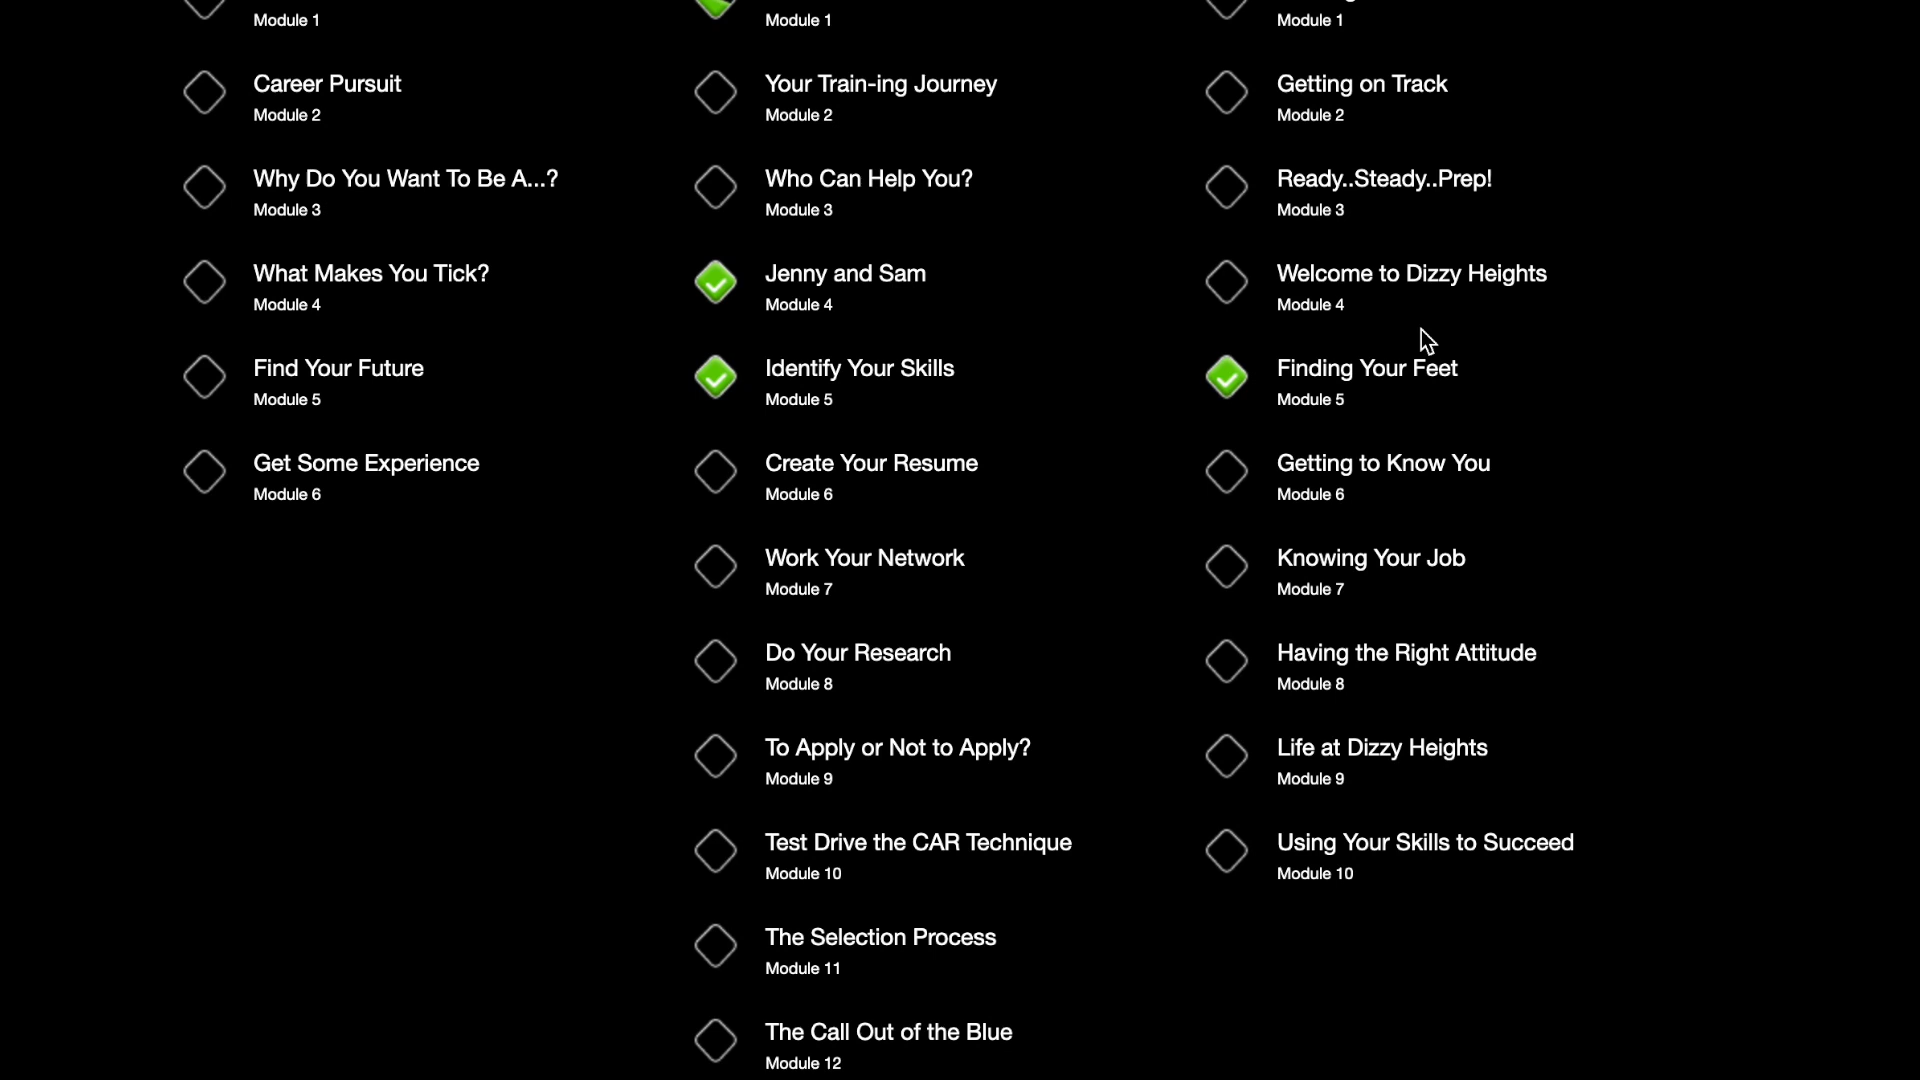 Module 1
Career Pursuit
Module 2
Why Do You Want To Be A...?
Module 3
What Makes You Tick?
Module 4
Find Your Future
Module 5
Get Some Experience
Module 6
Module 1
Your Train-ing Journey
Module 2
Who Can Help You?
Module 3
Jenny and Sam
Module 4
Identify Your Skills
Module 5
Create Your Resume
Module 6
Work Your Network
Module 7
Do Your Research
Module 8
To Apply or Not to Apply?
Module 9
Test Drive the CAR Technique
Module 10
The Selection Process
Module 11
The Call Out of the Blue
Module 12
Module 1
Getting on Track
Module 2
Ready..Steady..Prep!
Module 3
Welcome to Dizzy Heights
Module 4
Finding Your Feet
Module 5
Getting to Know You
Module 6
Knowing Your Job
Module 7
Having the Right Attitude
Module 8
Life at Dizzy Heights
Module 9
Using Your Skills to Succeed
Module 10